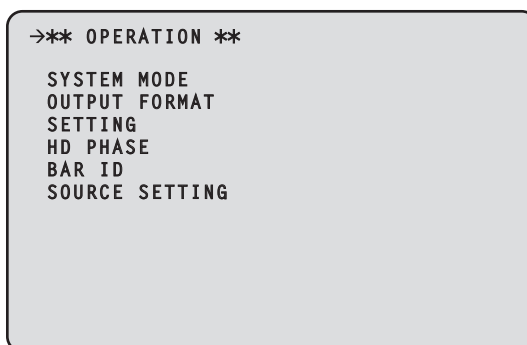 →** OPERATION **
SYSTEM MODE
OUTPUT FORMAT
SETTING
HD PHASE
BAR ID
SOURCE SETTING